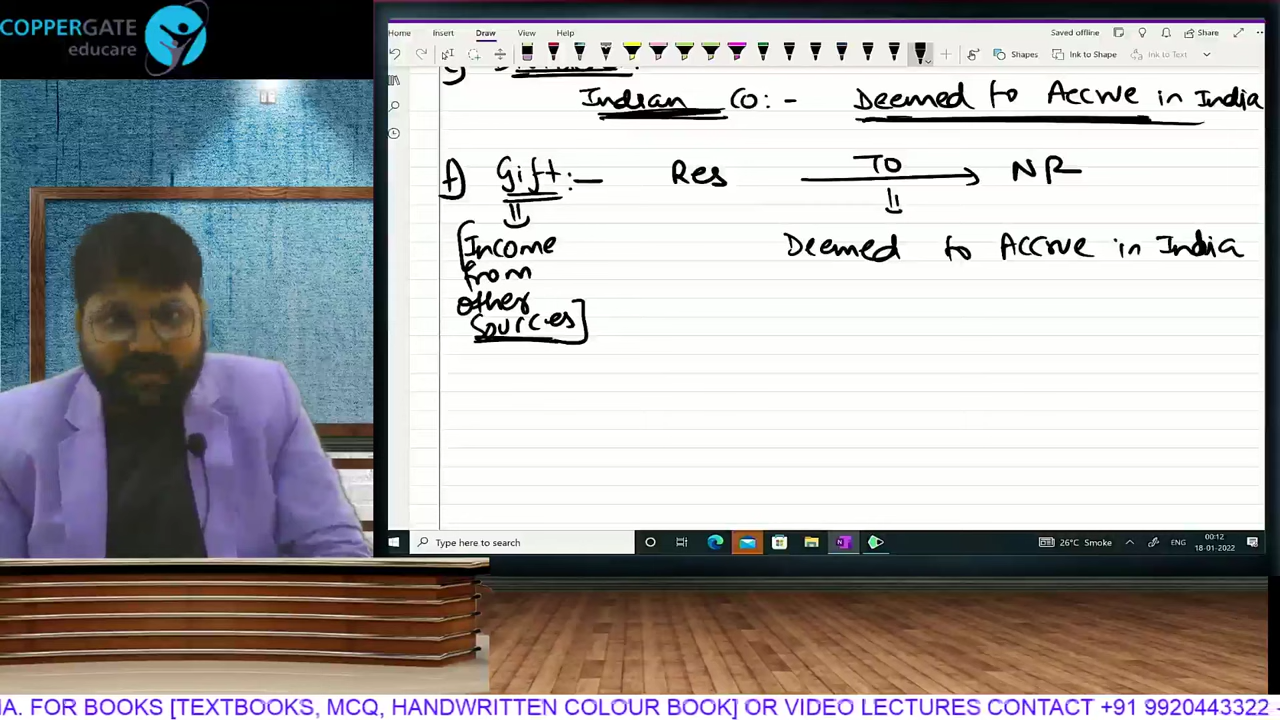 COPPERGATE
educare
Home Insert Draw View Help
Saved offline
Share
Shapes
Ink to Shape
Ink to Text
Indian Co:- Deemed to Accrue in India
f) Gift:- Res TO NR
[Income Deemed to Accrue in India
from
other
sources]
Type here to search
26°C Smoke
ENG
00:12
18-01-2022
IA. FOR BOOKS [TEXTBOOKS, MCQ, HANDWRITTEN COLOUR BOOK] OR VIDEO LECTURES CONTACT +91 9920443322 -